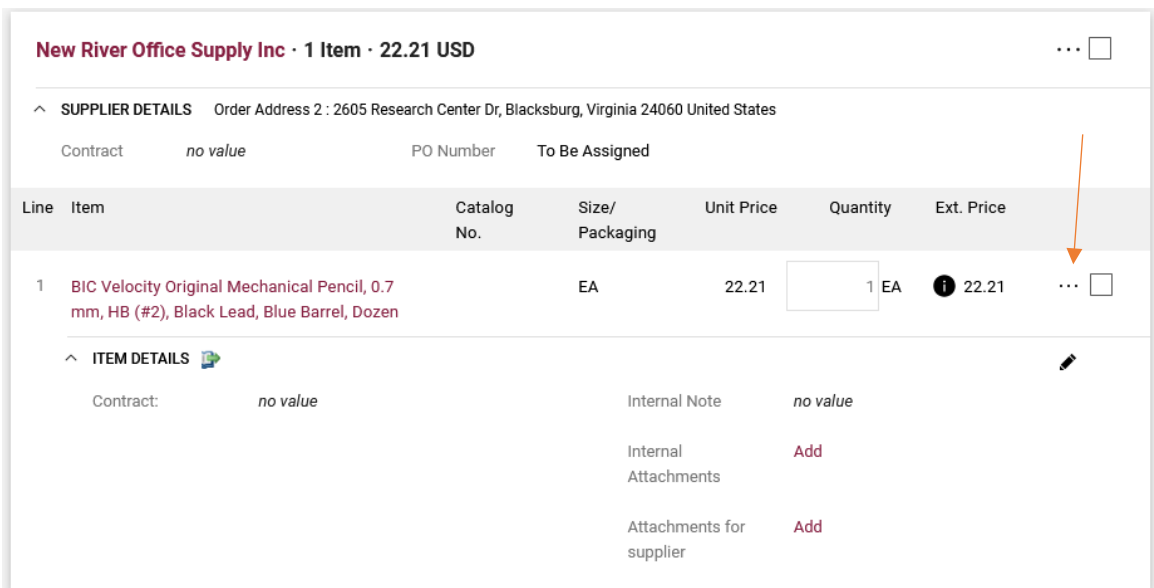 New River Office Supply Inc · 1 Item · 22.21 USD ...
SUPPLIER DETAILS Order Address 2 : 2605 Research Center Dr, Blacksburg, Virginia 24060 United States
Contract no value PO Number To Be Assigned
Line Item Catalog No. Size/ Packaging Unit Price Quantity Ext. Price
1 BIC Velocity Original Mechanical Pencil, 0.7 EA 22.21 1 EA i 22.21 ...
mm, HB (#2), Black Lead, Blue Barrel, Dozen
ITEM DETAILS
Contract: no value Internal Note no value
Internal Add
Attachments
Attachments for Add
supplier